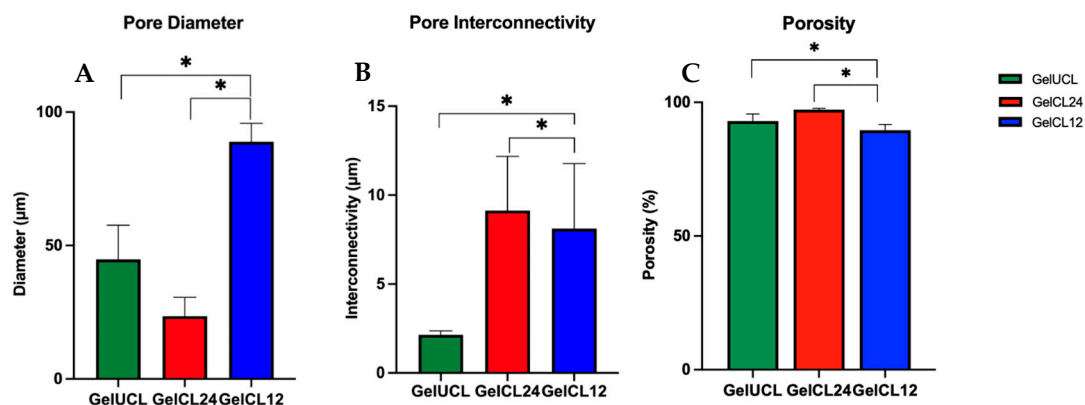 Pore Diameter
A
*
*
100
50
0
Diameter (μm)
GelUCL GelCL24 GelCL12
Pore Interconnectivity
B
*
*
15
10
5
0
Interconnectivity (μm)
GelUCL GelCL24 GelCL12
Porosity
C
*
*
100
50
0
Porosity (%)
GelUCL GelCL24 GelCL12
GelUCL
GelCL24
GelCL12